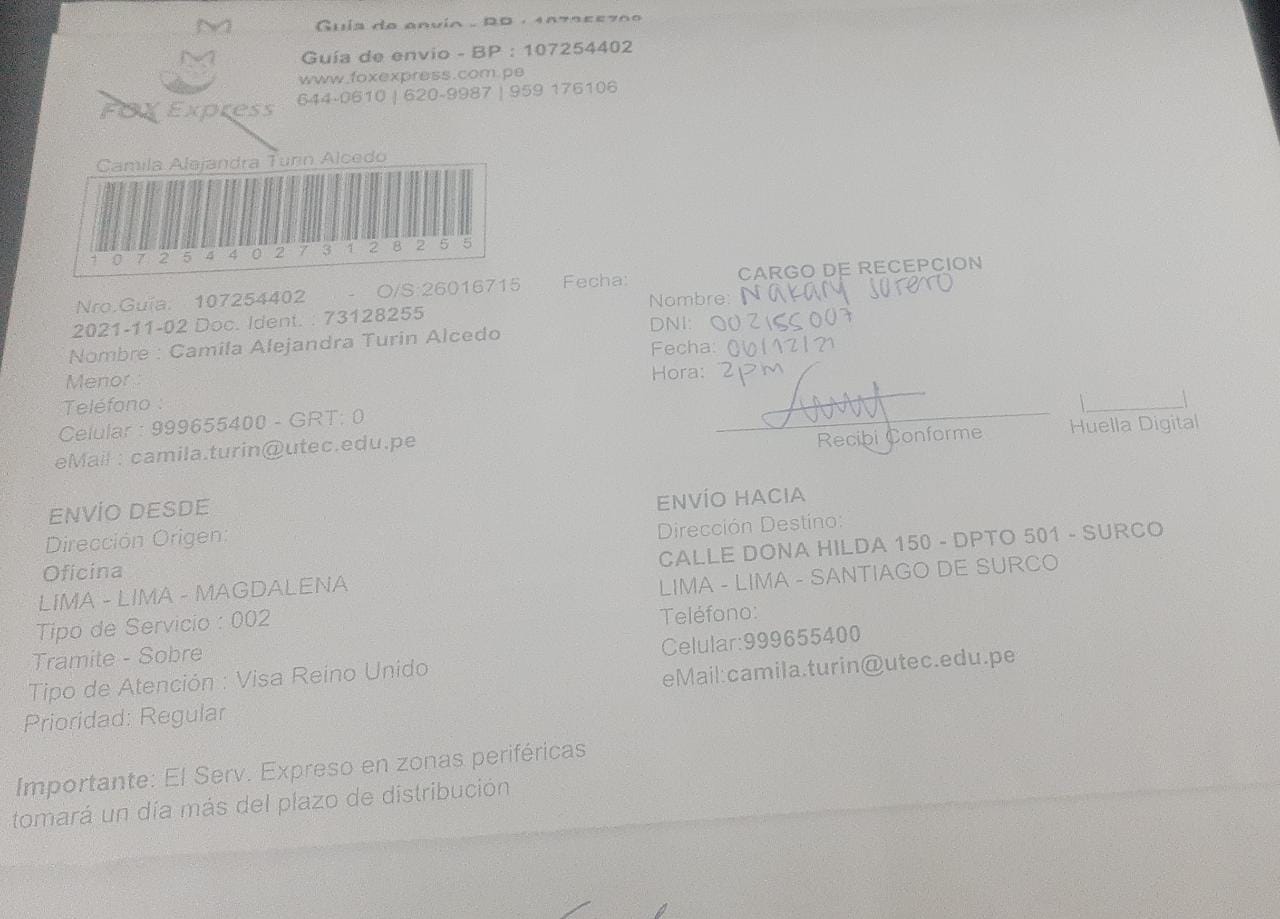 Guía de envío - BP : 107255709
Guía de envío - BP : 107254402
www.foxexpress.com.pe
644-0610 | 620-9987 | 959 176106
FOX Express
Camila Alejandra Turin Alcedo
1 0 7 2 5 4 4 0 2 7 3 1 2 8 2 5 5
Nro.Guia: 107254402 - O/S:26016715 Fecha:
2021-11-02 Doc. Ident. : 73128255
Nombre : Camila Alejandra Turin Alcedo
Menor :
Teléfono :
Celular : 999655400 - GRT: 0
eMail : camila.turin@utec.edu.pe
CARGO DE RECEPCION
Nombre: Nakary Sotero
DNI: 002155007
Fecha: 06/12/21
Hora: 2pm
Recibi Conforme
Huella Digital
ENVÍO DESDE
Dirección Origen:
Oficina
LIMA - LIMA - MAGDALENA
Tipo de Servicio : 002
Tramite - Sobre
Tipo de Atención : Visa Reino Unido
Prioridad: Regular
ENVÍO HACIA
Dirección Destino:
CALLE DONA HILDA 150 - DPTO 501 - SURCO
LIMA - LIMA - SANTIAGO DE SURCO
Teléfono:
Celular:999655400
eMail:camila.turin@utec.edu.pe
Importante: El Serv. Expreso en zonas periféricas
tomará un día más del plazo de distribución